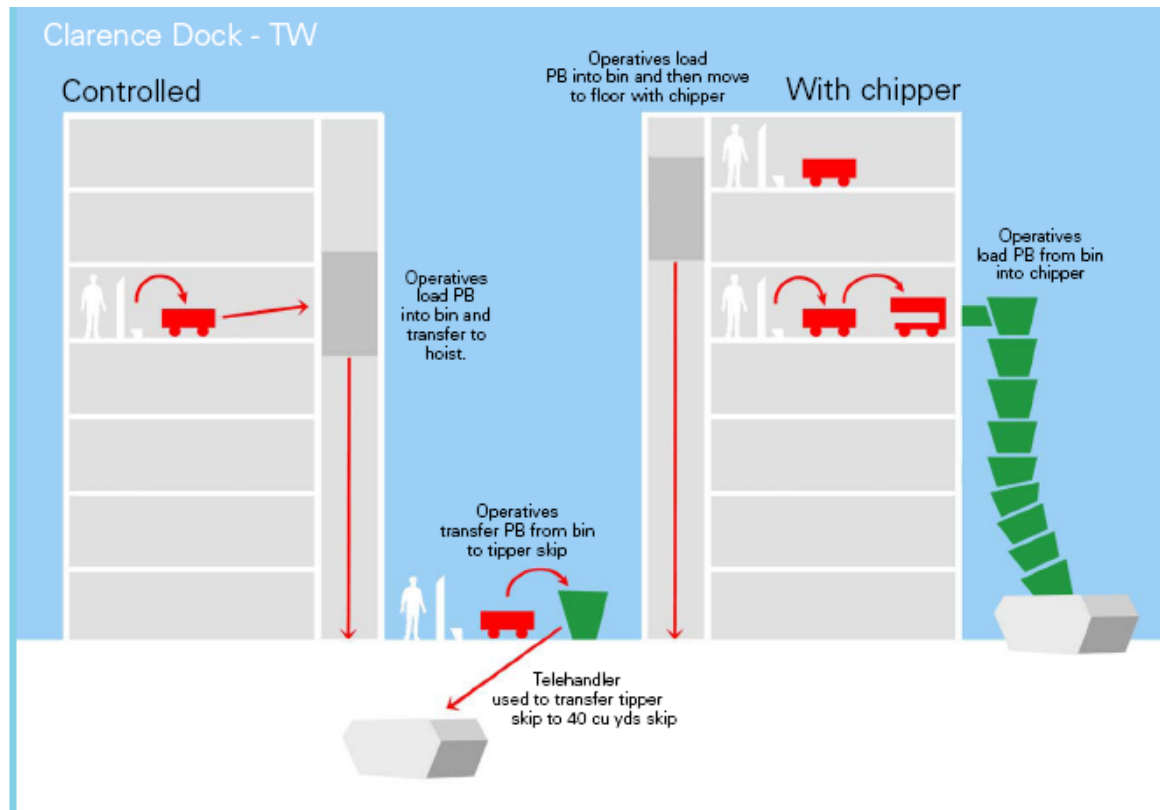 Clarence Dock - TW
Controlled
Operatives load
PB into bin and then move
to floor with chipper
With chipper
Operatives
load PB
into bin and
transfer to
hoist.
Operatives
load PB from bin
into chipper
Operatives
transfer PB from bin
to tipper skip
Telehandler
used to transfer tipper
skip to 40 cu yds skip